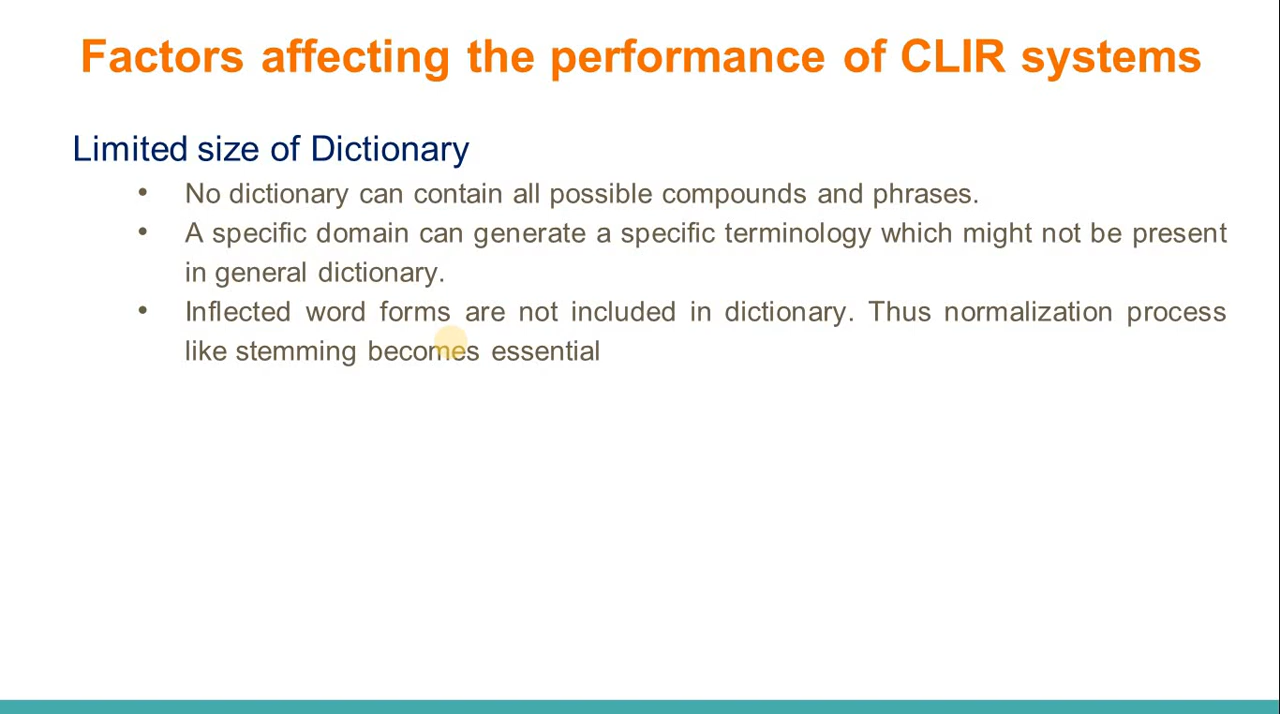 Factors affecting the performance of CLIR systems
Limited size of Dictionary
• No dictionary can contain all possible compounds and phrases.
• A specific domain can generate a specific terminology which might not be present
in general dictionary.
• Inflected word forms are not included in dictionary. Thus normalization process
like stemming becomes essential